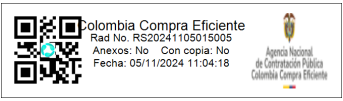 Colombia Compra Eficiente
Rad No. RS20241105015005
Anexos: No Con copia: No
Fecha: 05/11/2024 11:04:18
Agencia Nacional
de Contratación Pública
Colombia Compra Eficiente